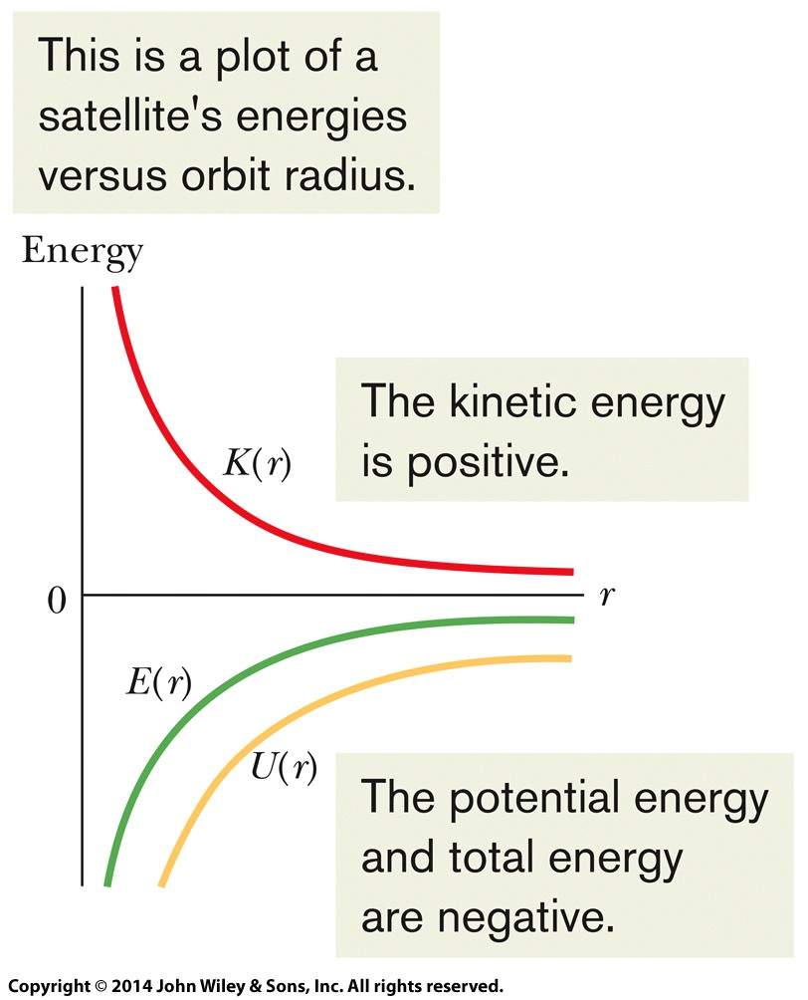 This is a plot of a
satellite's energies
versus orbit radius.
Energy
K(r)
The kinetic energy
is positive.
0
r
E(r)
U(r)
The potential energy
and total energy
are negative.
Copyright © 2014 John Wiley & Sons, Inc. All rights reserved.